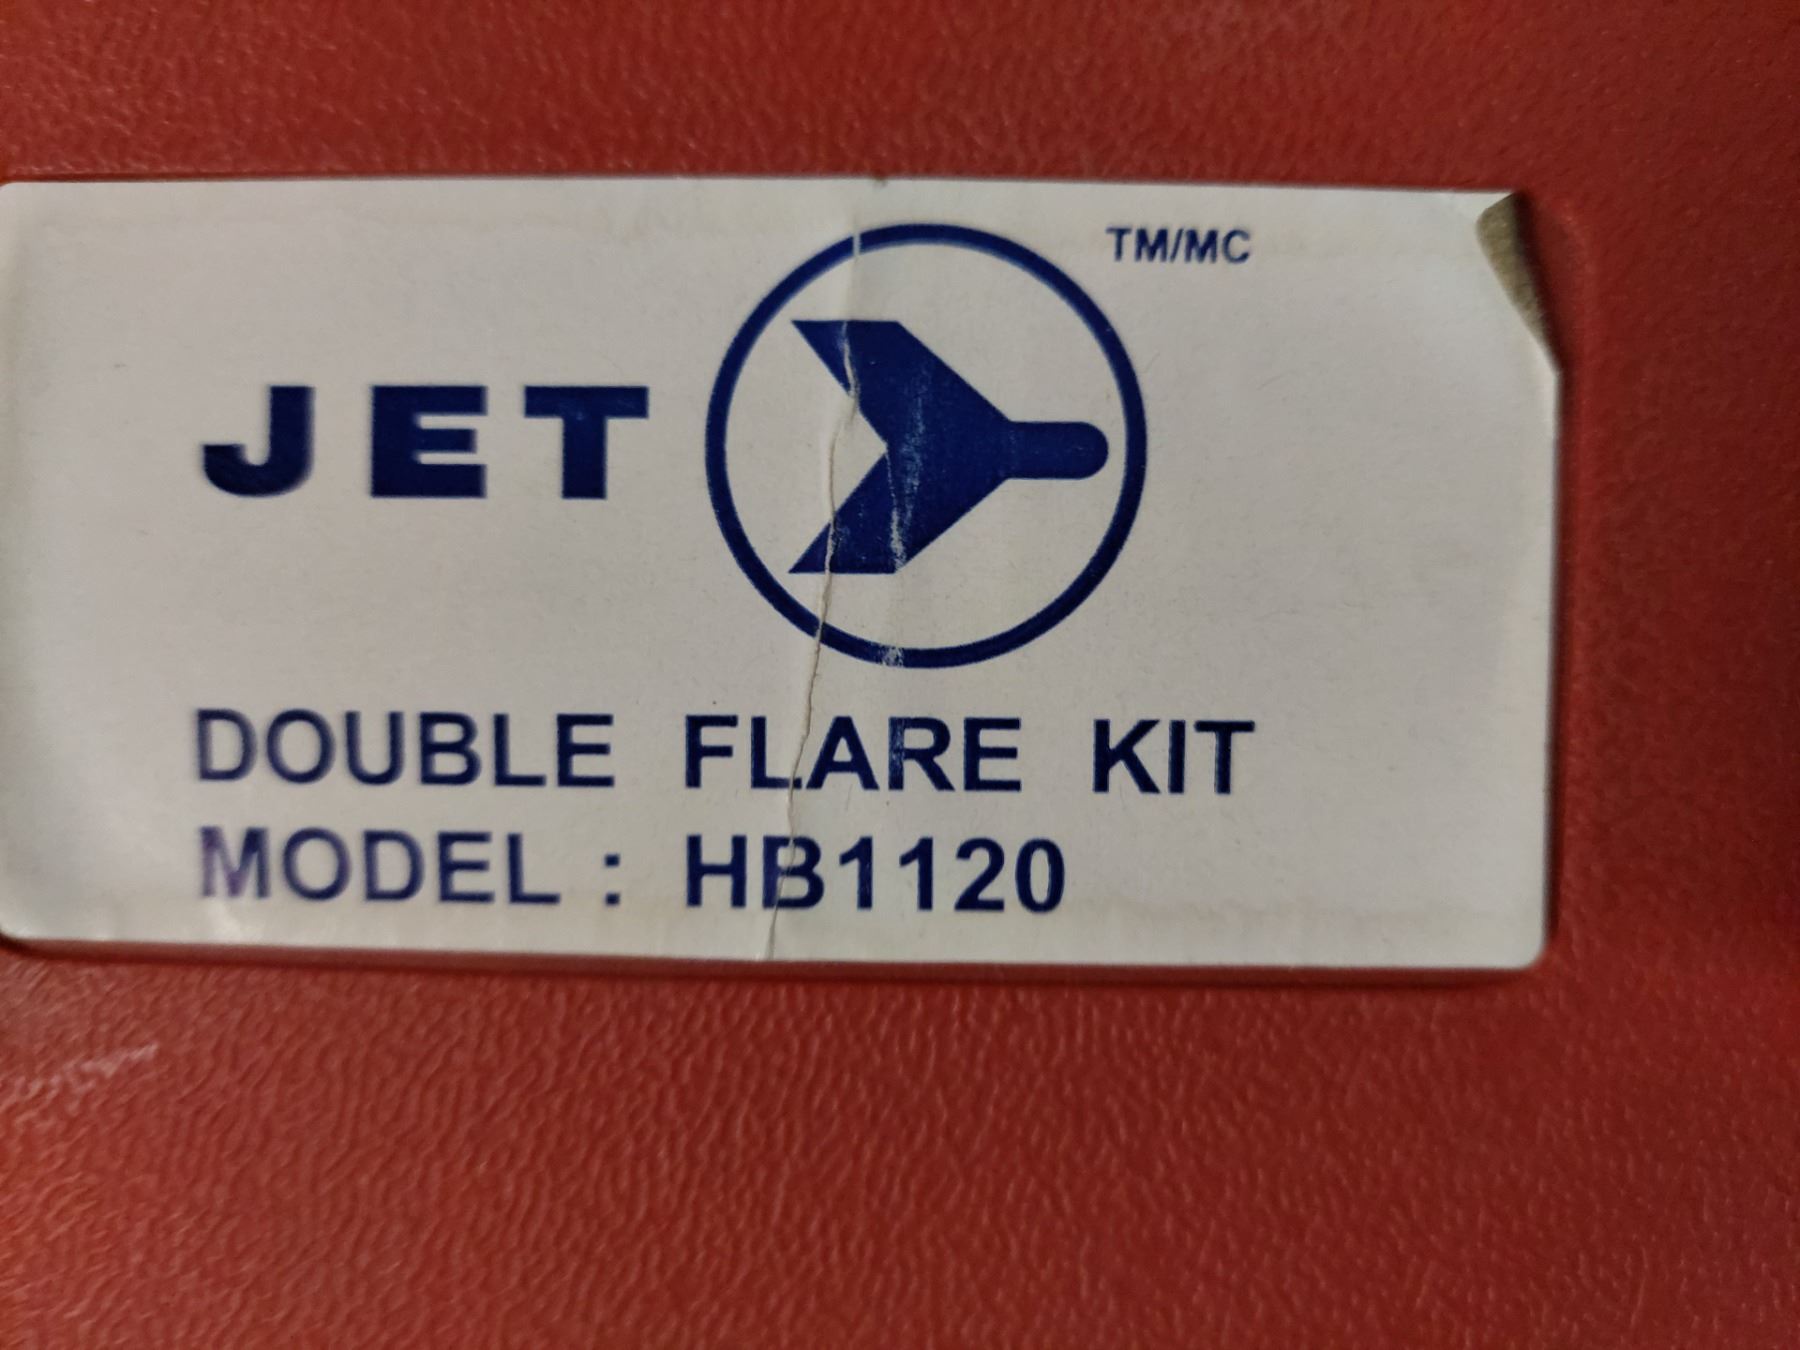 TM/MC
JET
DOUBLE FLARE KIT
MODEL : HB1120